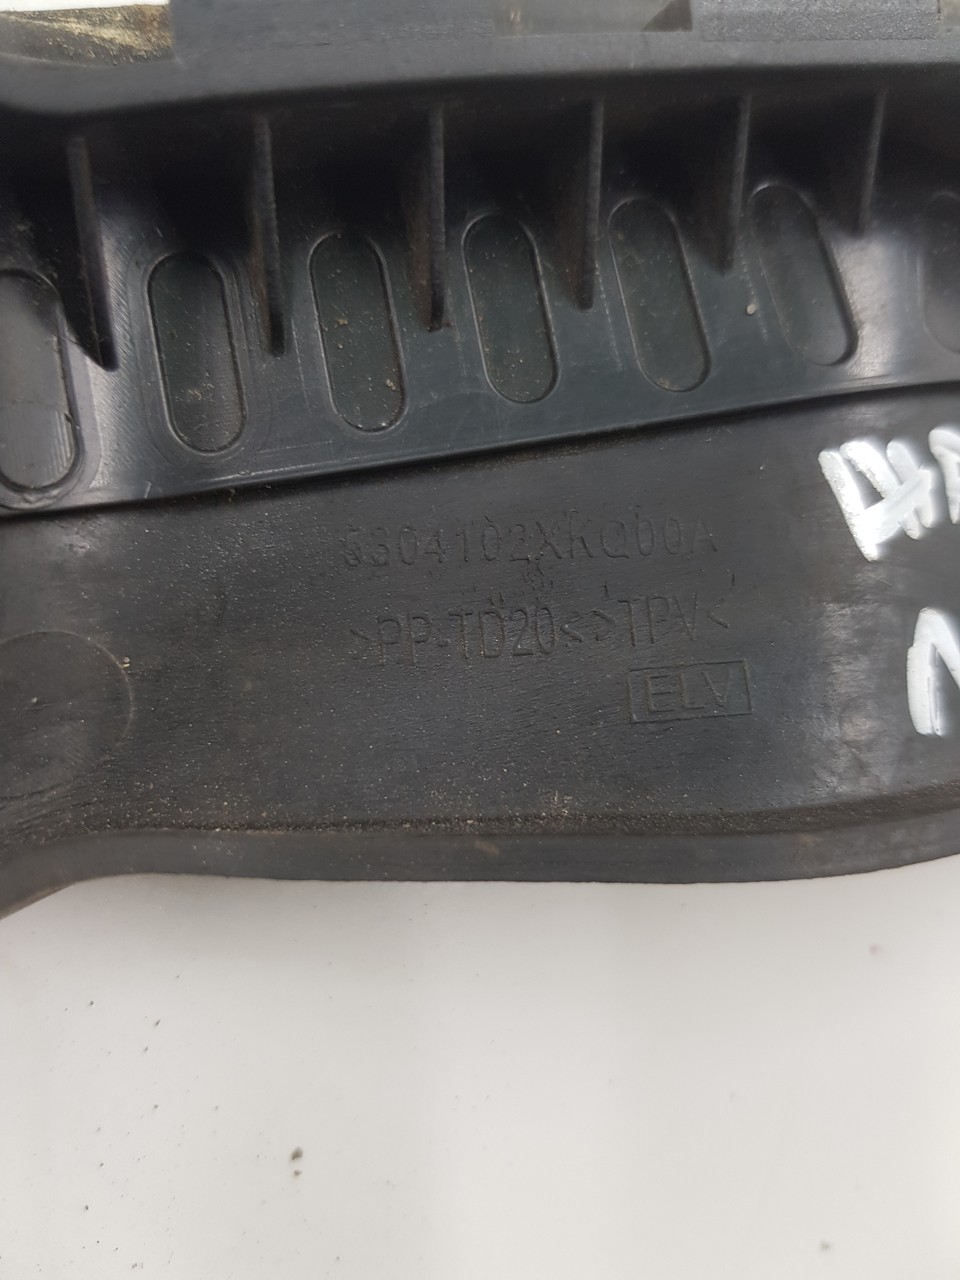 5304102XKQ00A
>PP-TD20<>TPV<
ELV